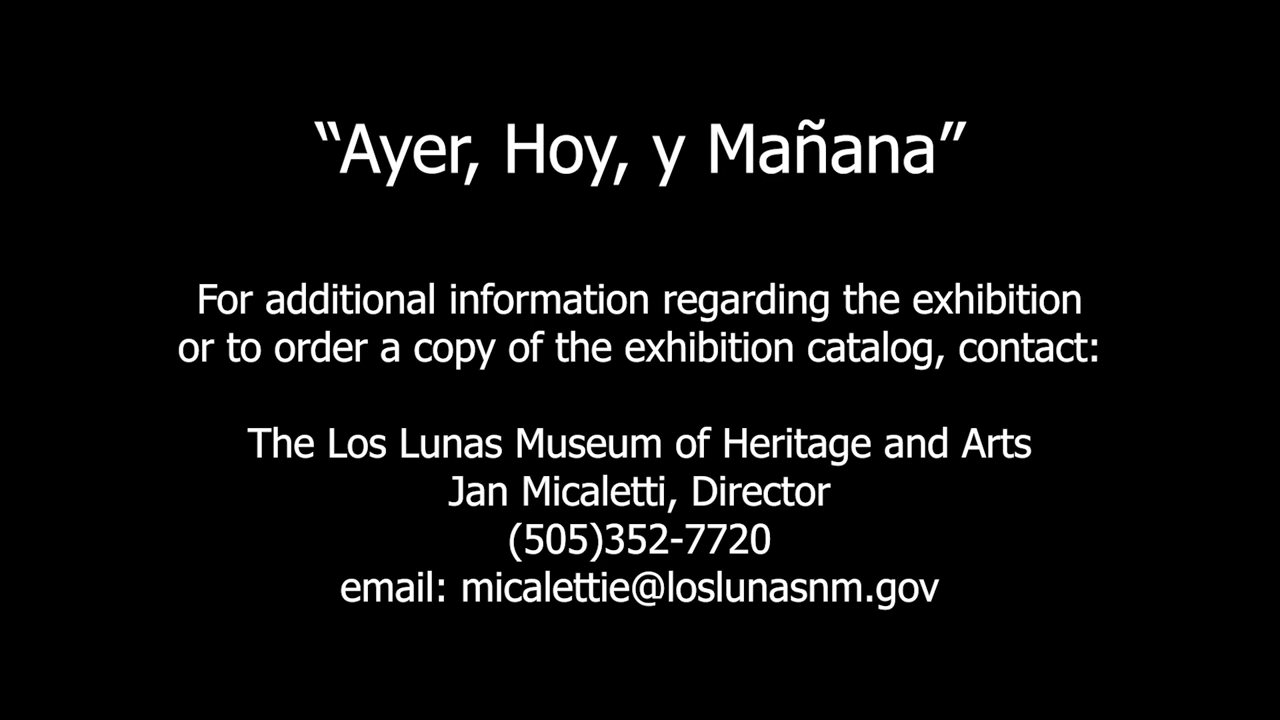 “Ayer, Hoy, y Mañana”
For additional information regarding the exhibition
or to order a copy of the exhibition catalog, contact:
The Los Lunas Museum of Heritage and Arts
Jan Micaletti, Director
(505)352-7720
email: micalettie@loslunasnm.gov